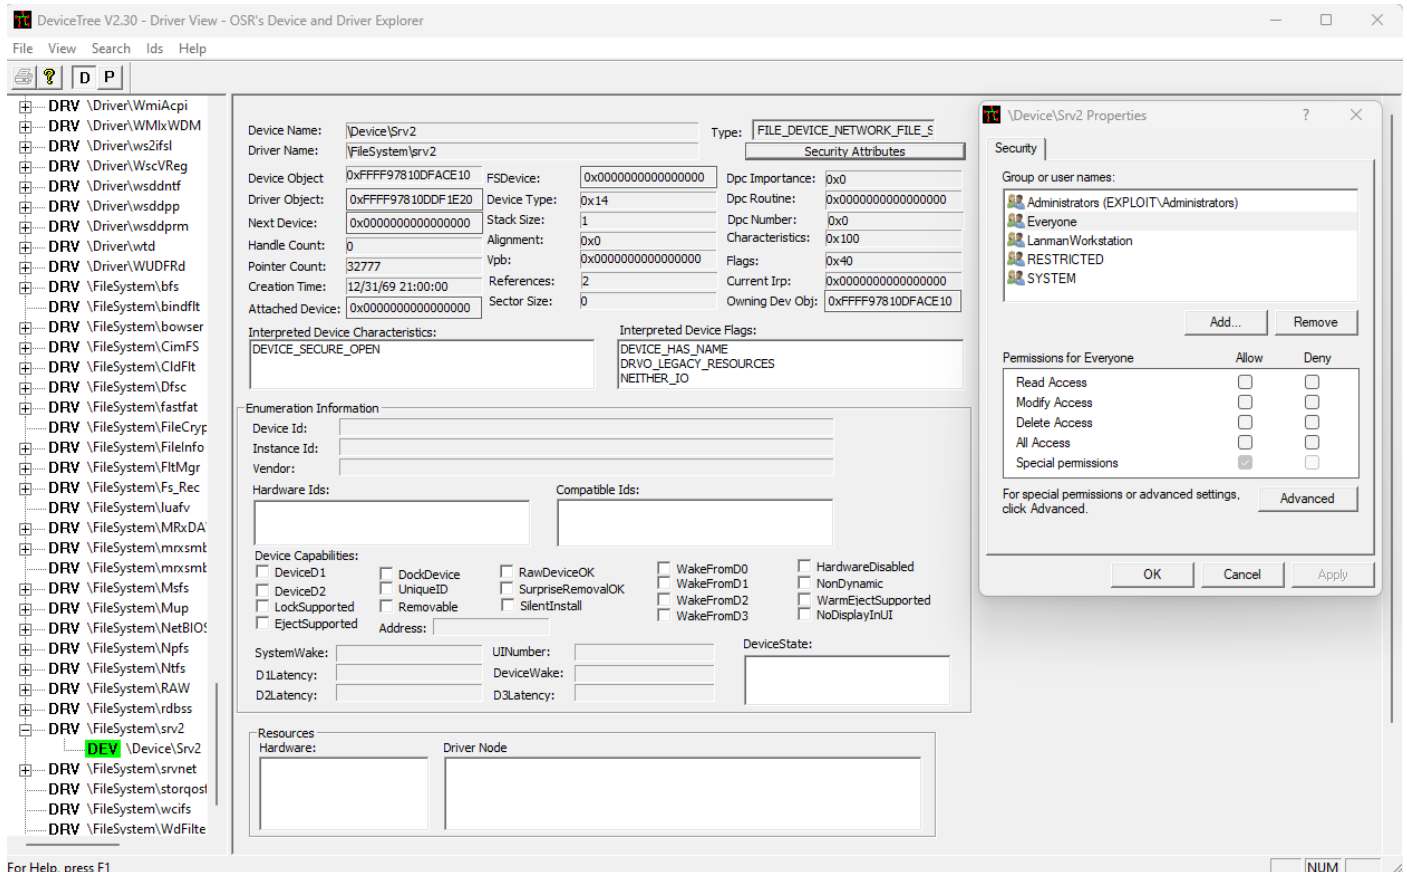 DeviceTree V2.30 - Driver View - OSR's Device and Driver Explorer
File View Search Ids Help
D P
DRV \Driver\WmiAcpi
DRV \Driver\WMIxWDM
DRV \Driver\ws2ifsl
DRV \Driver\WscVReg
DRV \Driver\wsddntf
DRV \Driver\wsddpp
DRV \Driver\wsddprm
DRV \Driver\wtd
DRV \Driver\WUDFRd
DRV \FileSystem\bfs
DRV \FileSystem\bindflt
DRV \FileSystem\bowser
DRV \FileSystem\CimFS
DRV \FileSystem\CldFlt
DRV \FileSystem\Dfsc
DRV \FileSystem\fastfat
DRV \FileSystem\FileCryp
DRV \FileSystem\FileInfo
DRV \FileSystem\FltMgr
DRV \FileSystem\Fs_Rec
DRV \FileSystem\luafv
DRV \FileSystem\MRxDA
DRV \FileSystem\mrxsmb
DRV \FileSystem\mrxsmb
DRV \FileSystem\Msfs
DRV \FileSystem\Mup
DRV \FileSystem\NetBIOS
DRV \FileSystem\Npfs
DRV \FileSystem\Ntfs
DRV \FileSystem\RAW
DRV \FileSystem\rdbss
DRV \FileSystem\srv2
DEV \Device\Srv2
DRV \FileSystem\srvnet
DRV \FileSystem\storqosf
DRV \FileSystem\wcifs
DRV \FileSystem\WdFilte
Device Name: \Device\Srv2 Type: FILE_DEVICE_NETWORK_FILE_S
Driver Name: \FileSystem\srv2 Security Attributes
Device Object 0xFFFF97810DFACE10 FSDevice: 0x0000000000000000 Dpc Importance: 0x0
Driver Object: 0xFFFF97810DDF1E20 Device Type: 0x14 Dpc Routine: 0x0000000000000000
Next Device: 0x0000000000000000 Stack Size: 1 Dpc Number: 0x0
Handle Count: 0 Alignment: 0x0 Characteristics: 0x100
Pointer Count: 32777 Vpb: 0x0000000000000000 Flags: 0x40
Creation Time: 12/31/69 21:00:00 References: 2 Current Irp: 0x0000000000000000
Attached Device: 0x0000000000000000 Sector Size: 0 Owning Dev Obj: 0xFFFF97810DFACE10
Interpreted Device Characteristics:
DEVICE_SECURE_OPEN
Interpreted Device Flags:
DEVICE_HAS_NAME
DRVO_LEGACY_RESOURCES
NEITHER_IO
Enumeration Information
Device Id:
Instance Id:
Vendor:
Hardware Ids: Compatible Ids:
Device Capabilities:
DeviceD1 DockDevice RawDeviceOK WakeFromD0 HardwareDisabled
DeviceD2 UniqueID SurpriseRemovalOK WakeFromD1 NonDynamic
LockSupported Removable SilentInstall WakeFromD2 WarmEjectSupported
EjectSupported Address: WakeFromD3 NoDisplayInUI
SystemWake: UINumber: DeviceState:
D1Latency: DeviceWake:
D2Latency: D3Latency:
Resources
Hardware: Driver Node
\Device\Srv2 Properties
Security
Group or user names:
Administrators (EXPLOIT\Administrators)
Everyone
LanmanWorkstation
RESTRICTED
SYSTEM
Add... Remove
Permissions for Everyone Allow Deny
Read Access
Modify Access
Delete Access
All Access
Special permissions
For special permissions or advanced settings,
click Advanced.
Advanced
OK Cancel Apply
For Help, press F1 NUM